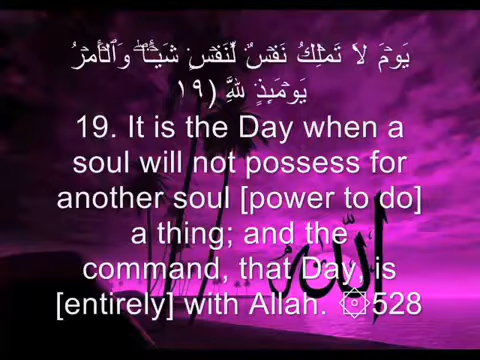 يَوۡمَ لَا تَمۡلِكُ نَفۡسٌ۬ لِّنَفۡسٍ۬ شَيۡـًٔ۬ا‌ۖ وَٱلۡأَمۡرُ
يَوۡمَٮِٕذٍ۬ لِّلَّهِ (١٩
19. It is the Day when a
soul will not possess for
another soul [power to do]
a thing; and the
command, that Day, is
[entirely] with Allah. ۞528
الله